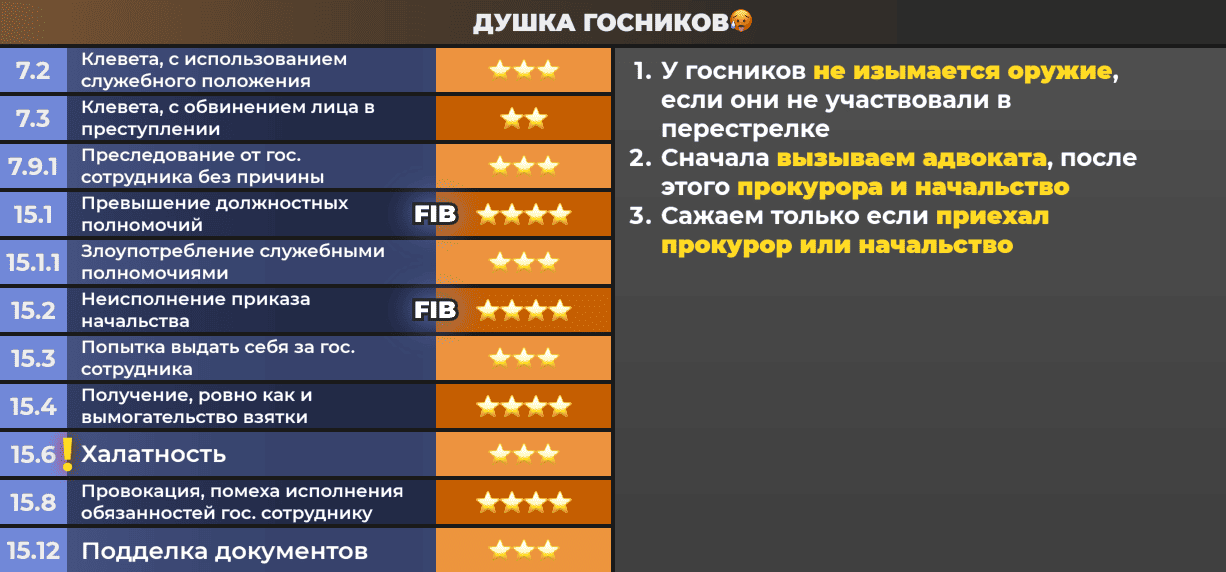 ДУШКА ГОСНИКОВ🥵
7.2
Клевета, с использованием
служебного положения
⭐⭐⭐
7.3
Клевета, с обвинением лица в
преступлении
⭐⭐
7.9.1
Преследование от гос.
сотрудника без причины
⭐⭐⭐
15.1
Превышение должностных
полномочий
FIB ⭐⭐⭐⭐
15.1.1
Злоупотребление служебными
полномочиями
⭐⭐⭐
15.2
Неисполнение приказа
начальства
FIB ⭐⭐⭐⭐
15.3
Попытка выдать себя за гос.
сотрудника
⭐⭐⭐
15.4
Получение, ровно как и
вымогательство взятки
⭐⭐⭐⭐
15.6❗
Халатность
⭐⭐⭐
15.8
Провокация, помеха исполнения
обязанностей гос. сотруднику
⭐⭐⭐⭐
15.12
Подделка документов
⭐⭐⭐
1. У госников не изымается оружие,
если они не участвовали в
перестрелке
2. Сначала вызываем адвоката, после
этого прокурора и начальство
3. Сажаем только если приехал
прокурор или начальство